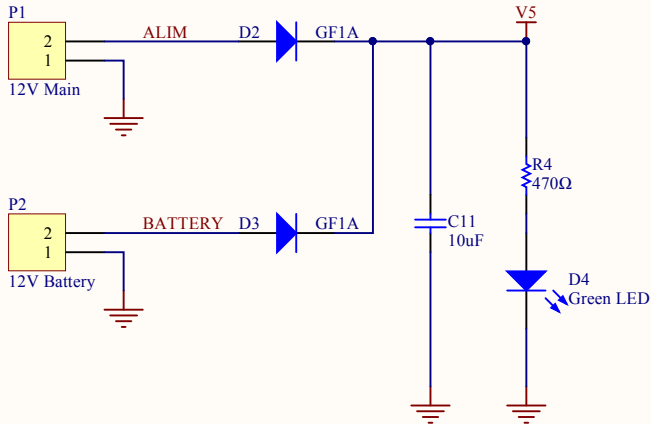 P1
2
1
12V Main
ALIM
D2
GF1A
V5
R4
470Ω
P2
2
1
12V Battery
BATTERY
D3
GF1A
C11
10uF
D4
Green LED